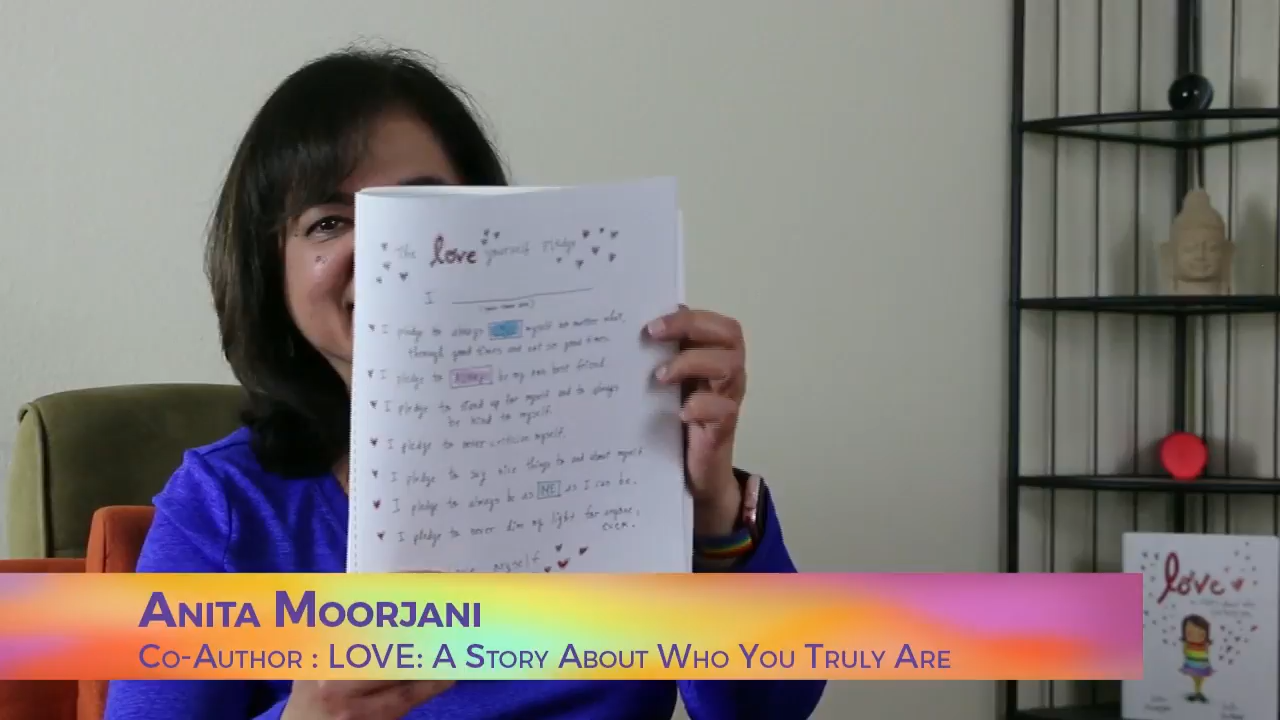 The love yourself Pledge
I
I pledge to always myself no matter what,
through good times and not so good times.
I pledge to always be my own best friend.
I pledge to stand up for myself and to always
be kind to myself.
I pledge to never criticize myself.
I pledge to say nice things to and about myself.
I pledge to always be as ME as I can be.
I pledge to never dim my light for anyone,
ever.
love myself
ANITA MOORJANI
CO-AUTHOR : LOVE: A STORY ABOUT WHO YOU TRULY ARE
love